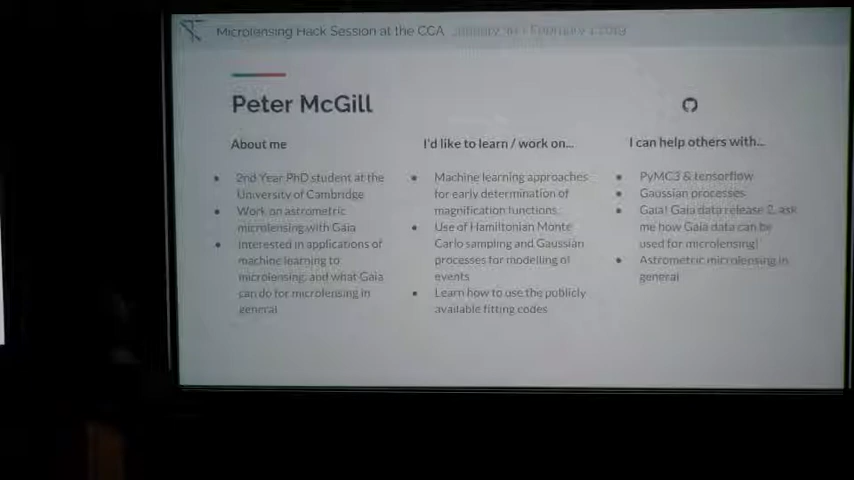 Microlensing Hack Session at the CCA January 30 - February 1 2019
Peter McGill
About me
2nd Year PhD student at the
University of Cambridge
Work on astrometric
microlensing with Gaia
Interested in applications of
machine learning to
microlensing, and what Gaia
can do for microlensing in
general
I'd like to learn / work on...
Machine learning approaches
for early determination of
magnification functions.
Use of Hamiltonian Monte
Carlo sampling and Gaussian
processes for modelling of
events
Learn how to use the publicly
available fitting codes
I can help others with...
PyMC3 & tensorflow
Gaussian processes
Gaia! Gaia data release 2, ask
me how Gaia data can be
used for microlensing!
Astrometric microlensing in
general